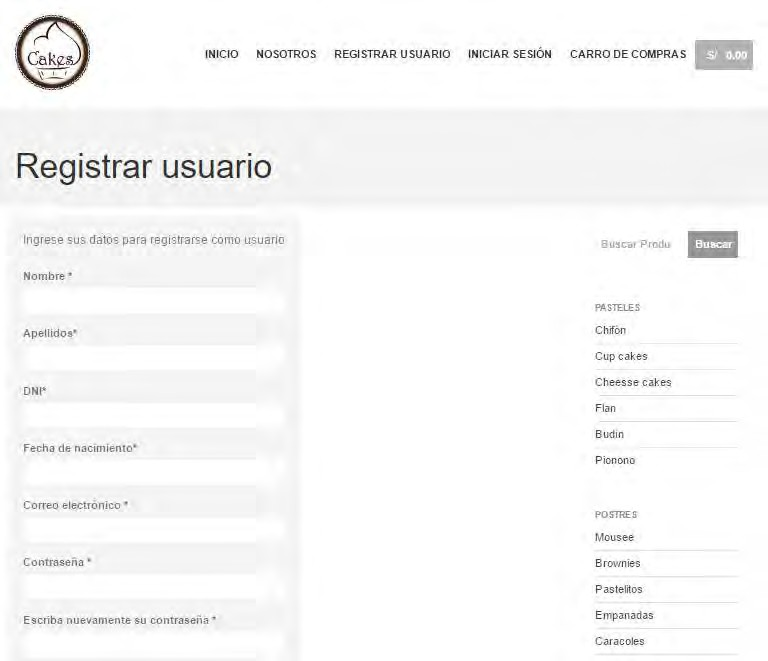 Cakes
INICIO NOSOTROS REGISTRAR USUARIO INICIAR SESIÓN CARRO DE COMPRAS S/ 0.00
Registrar usuario
Ingrese sus datos para registrarse como usuario
Nombre *
Apellidos*
DNI*
Fecha de nacimiento*
Correo electrónico *
Contraseña *
Escriba nuevamente su contraseña *
Buscar Produ Buscar
PASTELES
Chifón
Cup cakes
Cheesse cakes
Flan
Budin
Pionono
POSTRES
Mousee
Brownies
Pastelitos
Empanadas
Caracoles